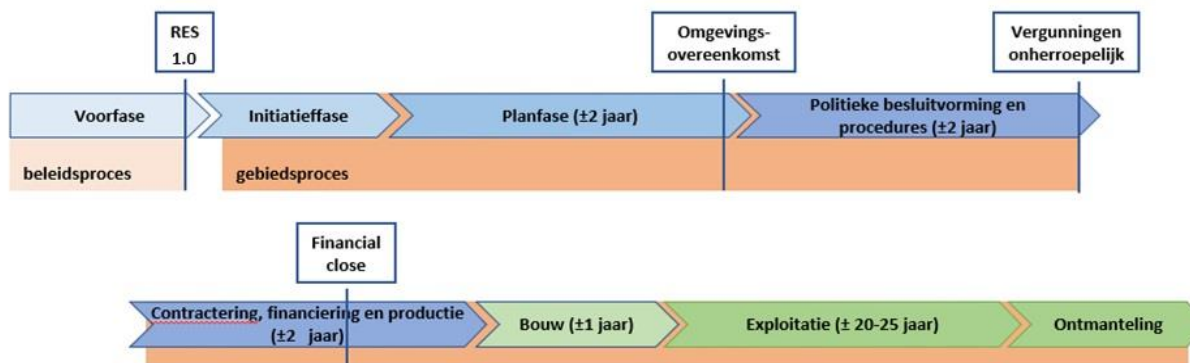 RES
1.0
Omgevings-
overeenkomst
Vergunningen
onherroepelijk
Voorfase
Initiatieffase
Planfase (±2 jaar)
Politieke besluitvorming en
procedures (±2 jaar)
beleidsproces
gebiedsproces
Financial
close
Contractering, financiering en productie
(±2 jaar)
Bouw (±1 jaar)
Exploitatie (± 20-25 jaar)
Ontmanteling